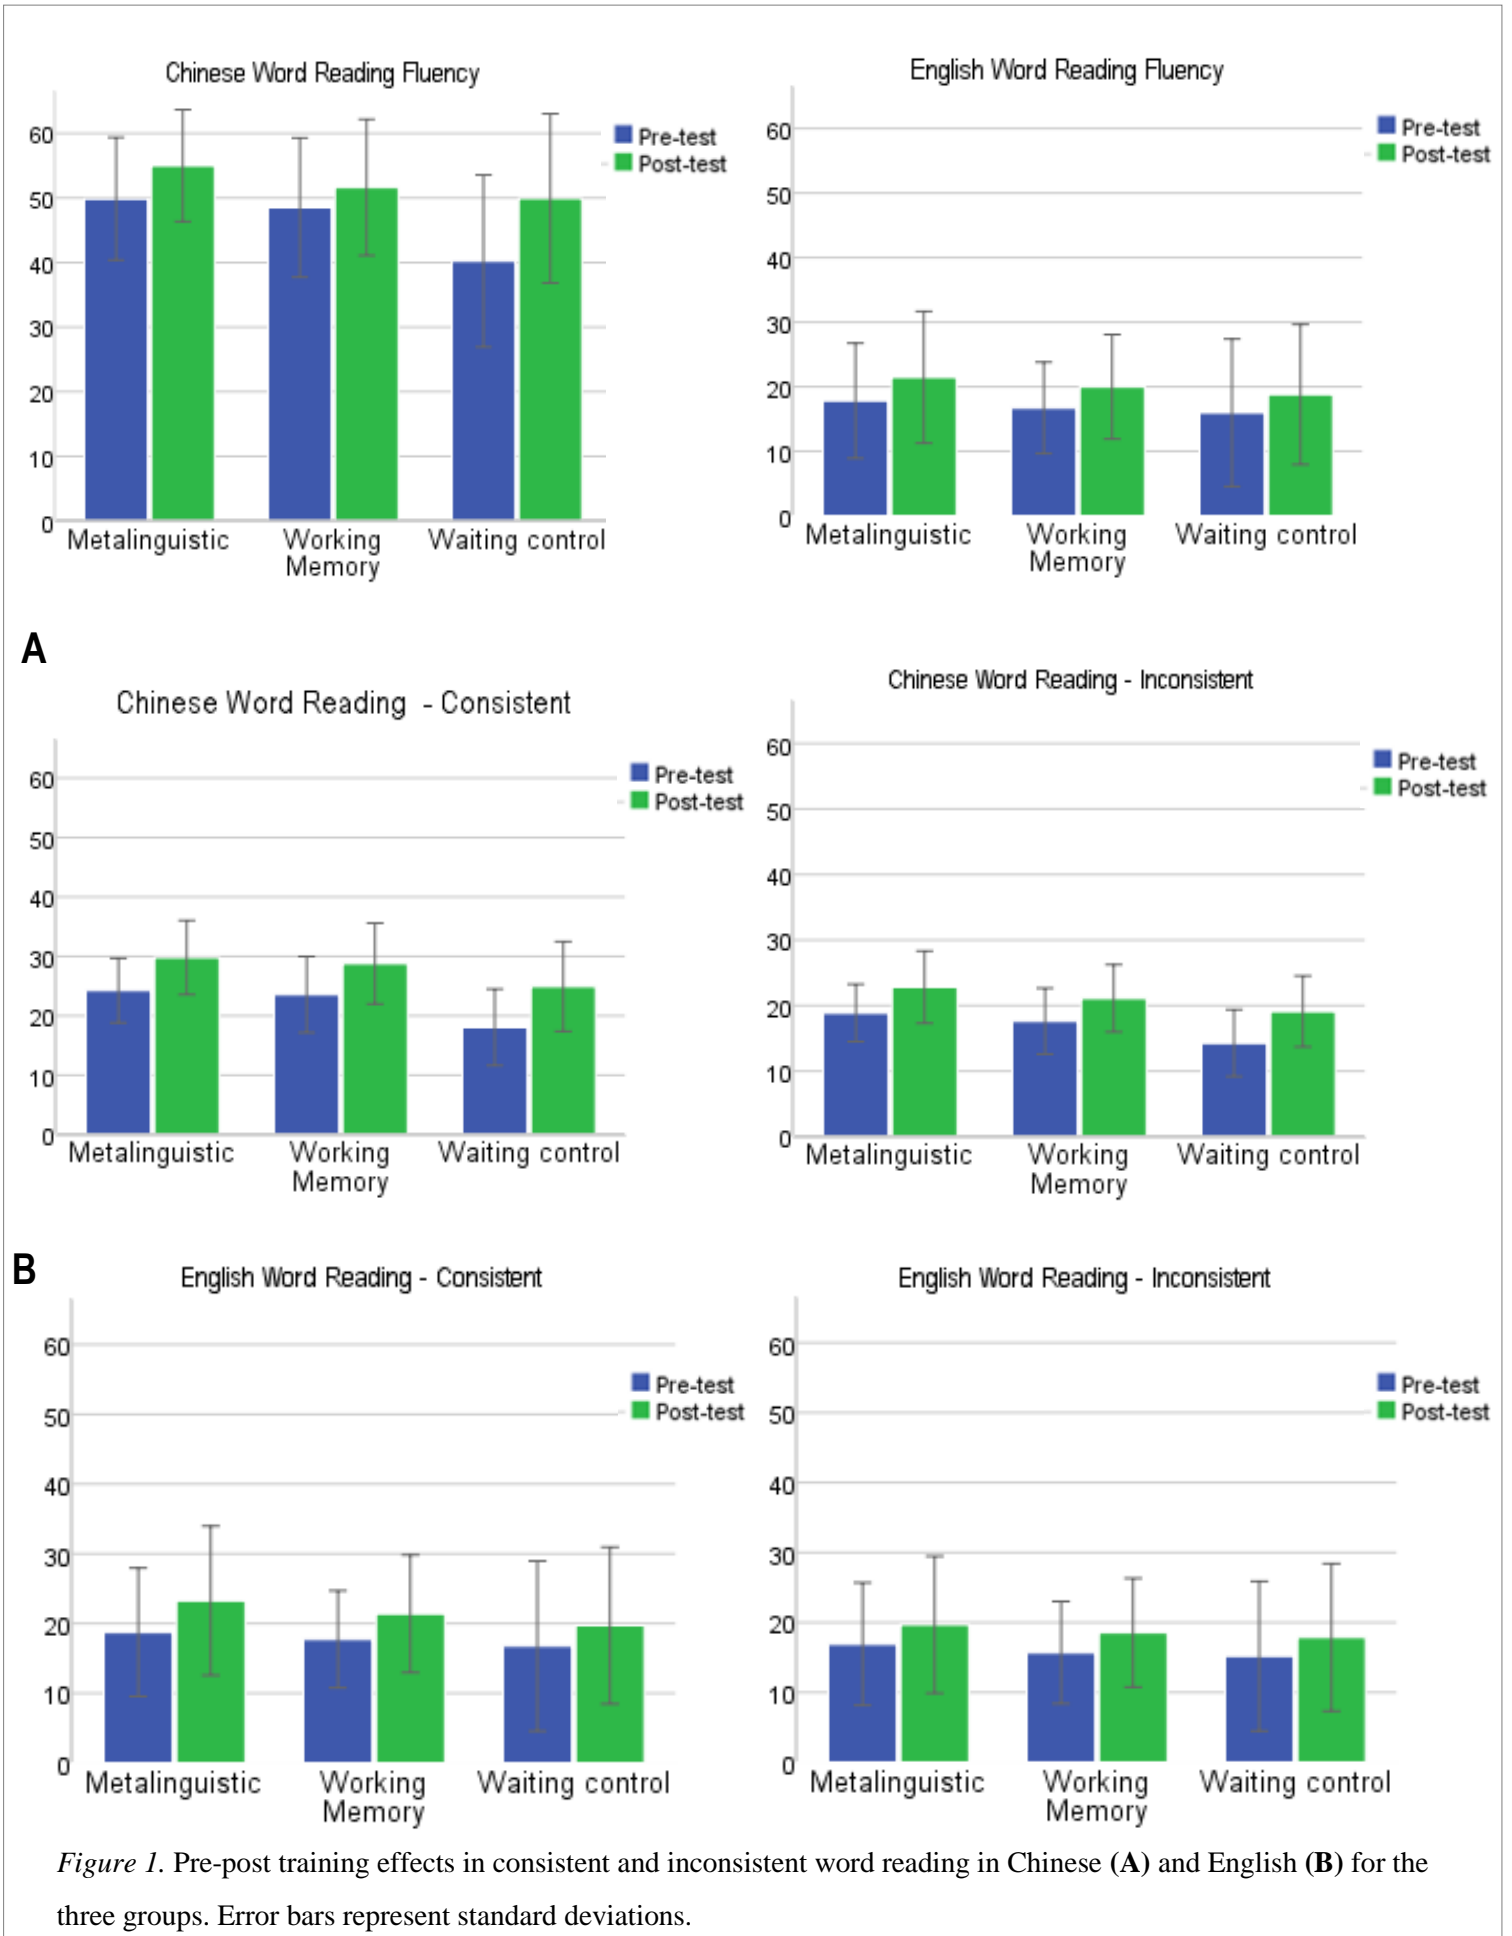 Chinese Word Reading Fluency
60
50
40
30
20
10
0
Metalinguistic
Working
Memory
Waiting control
Pre-test
Post-test
English Word Reading Fluency
60
50
40
30
20
10
0
Metalinguistic
Working
Memory
Waiting control
Pre-test
Post-test
A
Chinese Word Reading - Consistent
60
50
40
30
20
10
0
Metalinguistic
Working
Memory
Waiting control
Pre-test
Post-test
Chinese Word Reading - Inconsistent
60
50
40
30
20
10
0
Metalinguistic
Working
Memory
Waiting control
Pre-test
Post-test
B
English Word Reading - Consistent
60
50
40
30
20
10
0
Metalinguistic
Working
Memory
Waiting control
Pre-test
Post-test
English Word Reading - Inconsistent
60
50
40
30
20
10
0
Metalinguistic
Working
Memory
Waiting control
Pre-test
Post-test
Figure 1. Pre-post training effects in consistent and inconsistent word reading in Chinese (A) and English (B) for the
three groups. Error bars represent standard deviations.